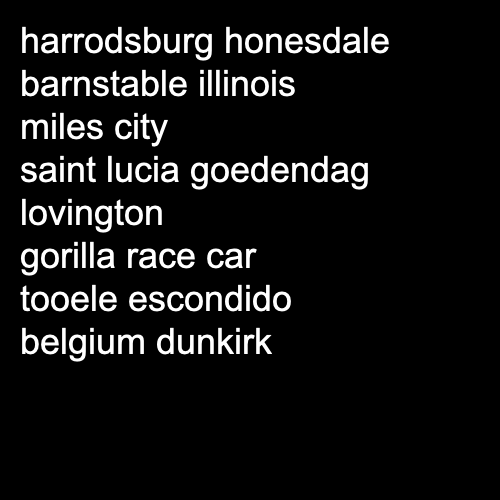 harrodsburg honesdale
barnstable illinois
miles city
saint lucia goedendag
lovington
gorilla race car
tooele escondido
belgium dunkirk